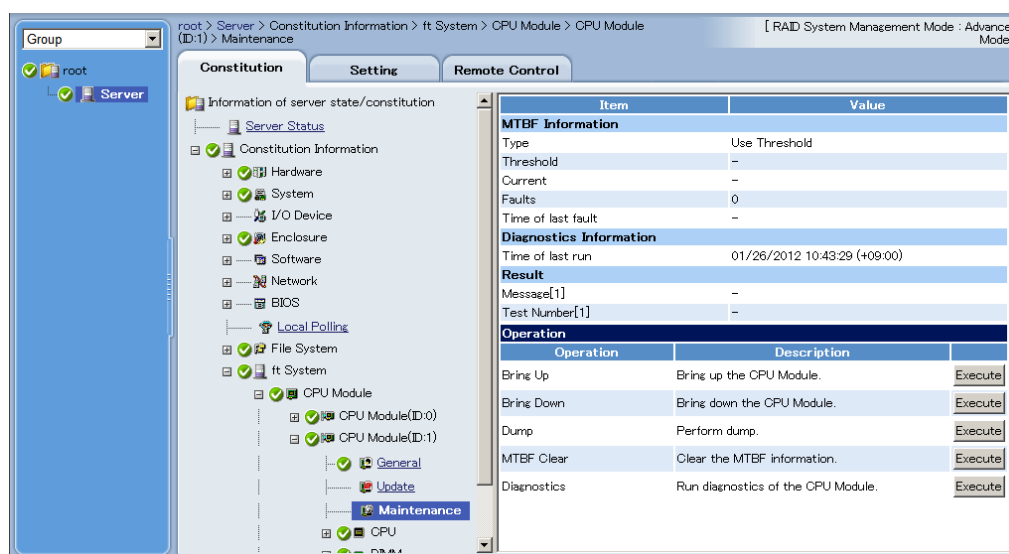 Group
root
Server
root > Server > Constitution Information > ft System > CPU Module > CPU Module
(ID:1) > Maintenance
[ RAID System Management Mode : Advance
Mode
Constitution Setting Remote Control
Information of server state/constitution
Server Status
Constitution Information
Hardware
System
I/O Device
Enclosure
Software
Network
BIOS
Local Polling
File System
ft System
CPU Module
CPU Module(ID:0)
CPU Module(ID:1)
General
Update
Maintenance
CPU
DIMM
Item Value
MTBF Information
Type Use Threshold
Threshold –
Current –
Faults 0
Time of last fault –
Diagnostics Information
Time of last run 01/26/2012 10:43:29 (+09:00)
Result
Message[1] –
Test Number[1] –
Operation
Operation Description
Bring Up Bring up the CPU Module. Execute
Bring Down Bring down the CPU Module. Execute
Dump Perform dump. Execute
MTBF Clear Clear the MTBF information. Execute
Diagnostics Run diagnostics of the CPU Module. Execute